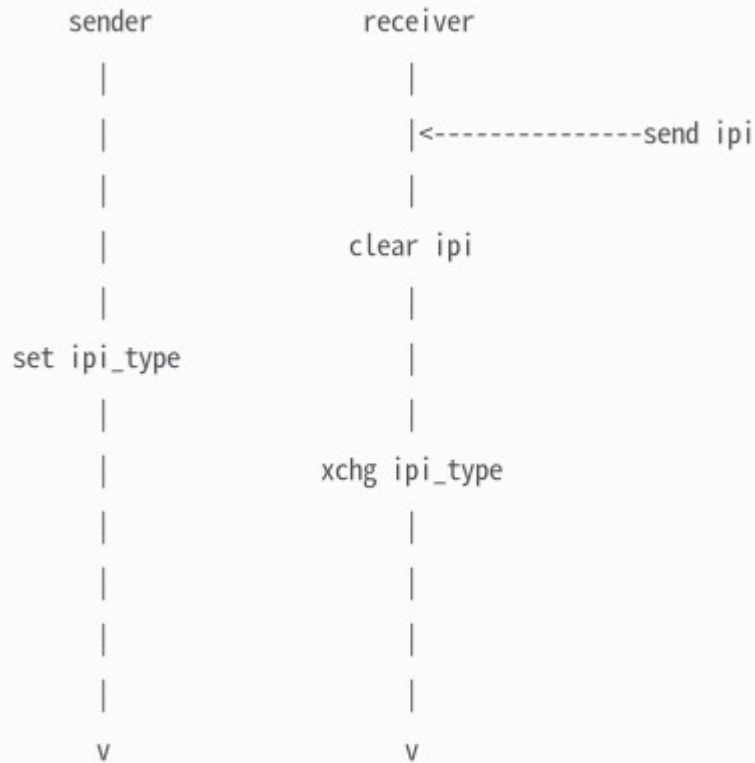 sender receiver
| |
| |<---------------send ipi
| |
| clear ipi
| |
set ipi_type |
| |
| xchg ipi_type
| |
| |
| |
| |
v v